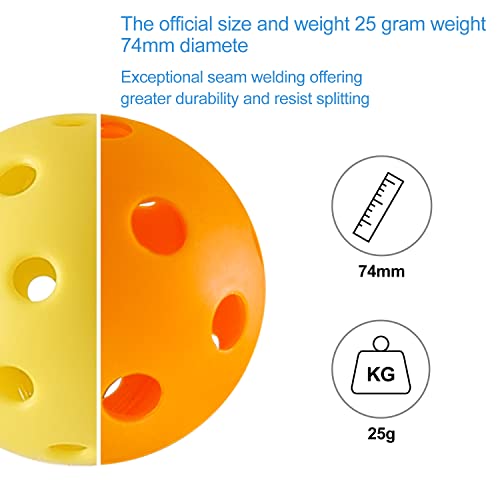 The official size and weight 25 gram weight
74mm diamete
Exceptional seam welding offering
greater durability and resist splitting
74mm
KG
25g